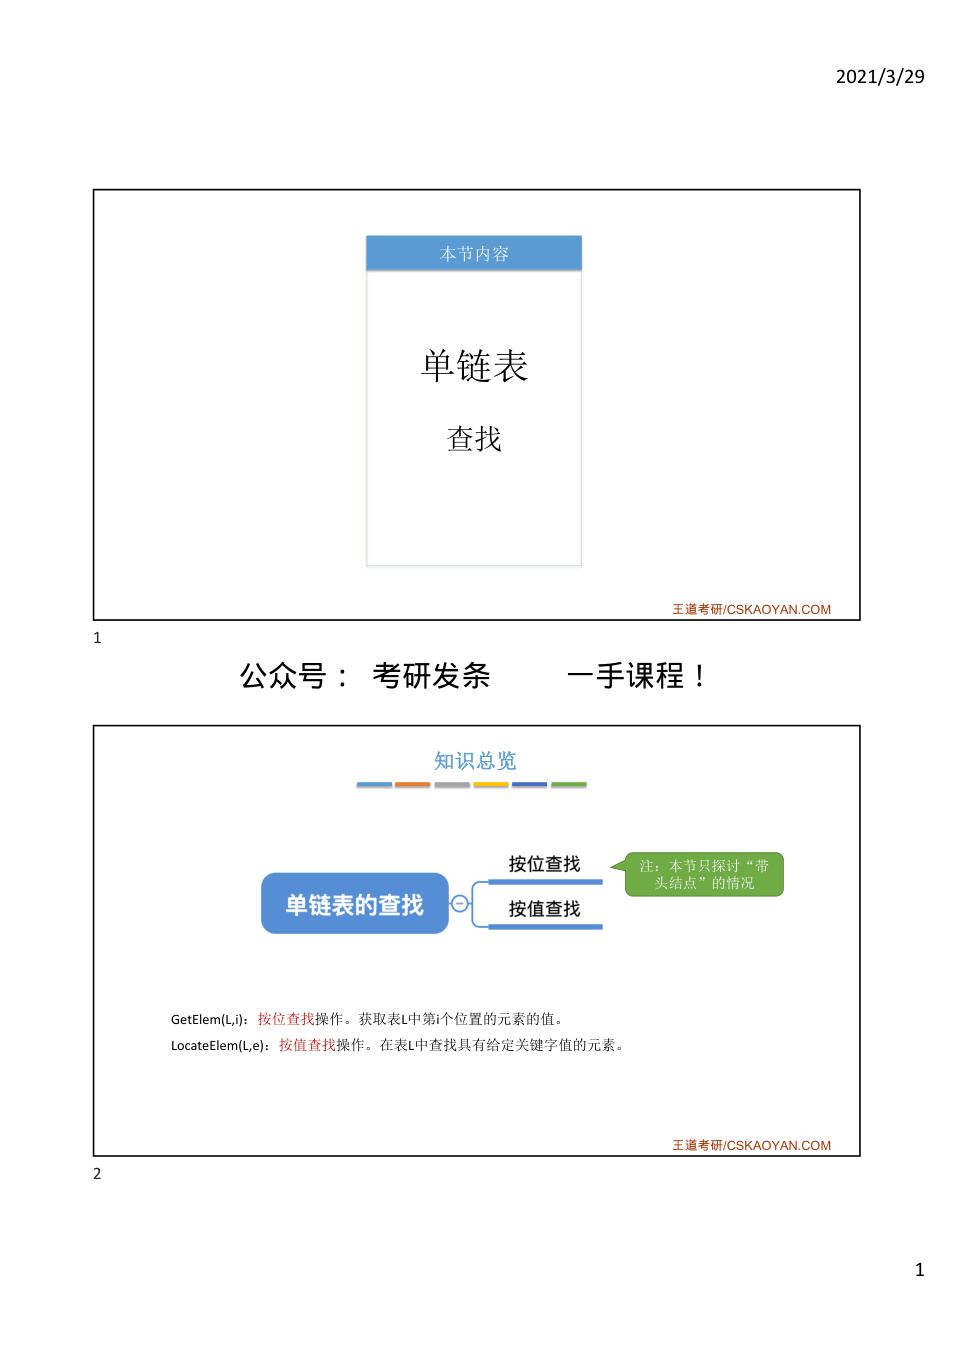 2021/3/29
本节内容
单链表
查找
王道考研/CSKAOYAN.COM
1
公众号： 考研发条 一手课程！
知识总览
按位查找
注：本节只探讨“带
头结点”的情况
单链表的查找
按值查找
GetElem(L,i)：按位查找操作。获取表L中第i个位置的元素的值。
LocateElem(L,e)：按值查找操作。在表L中查找具有给定关键字值的元素。
王道考研/CSKAOYAN.COM
2
1